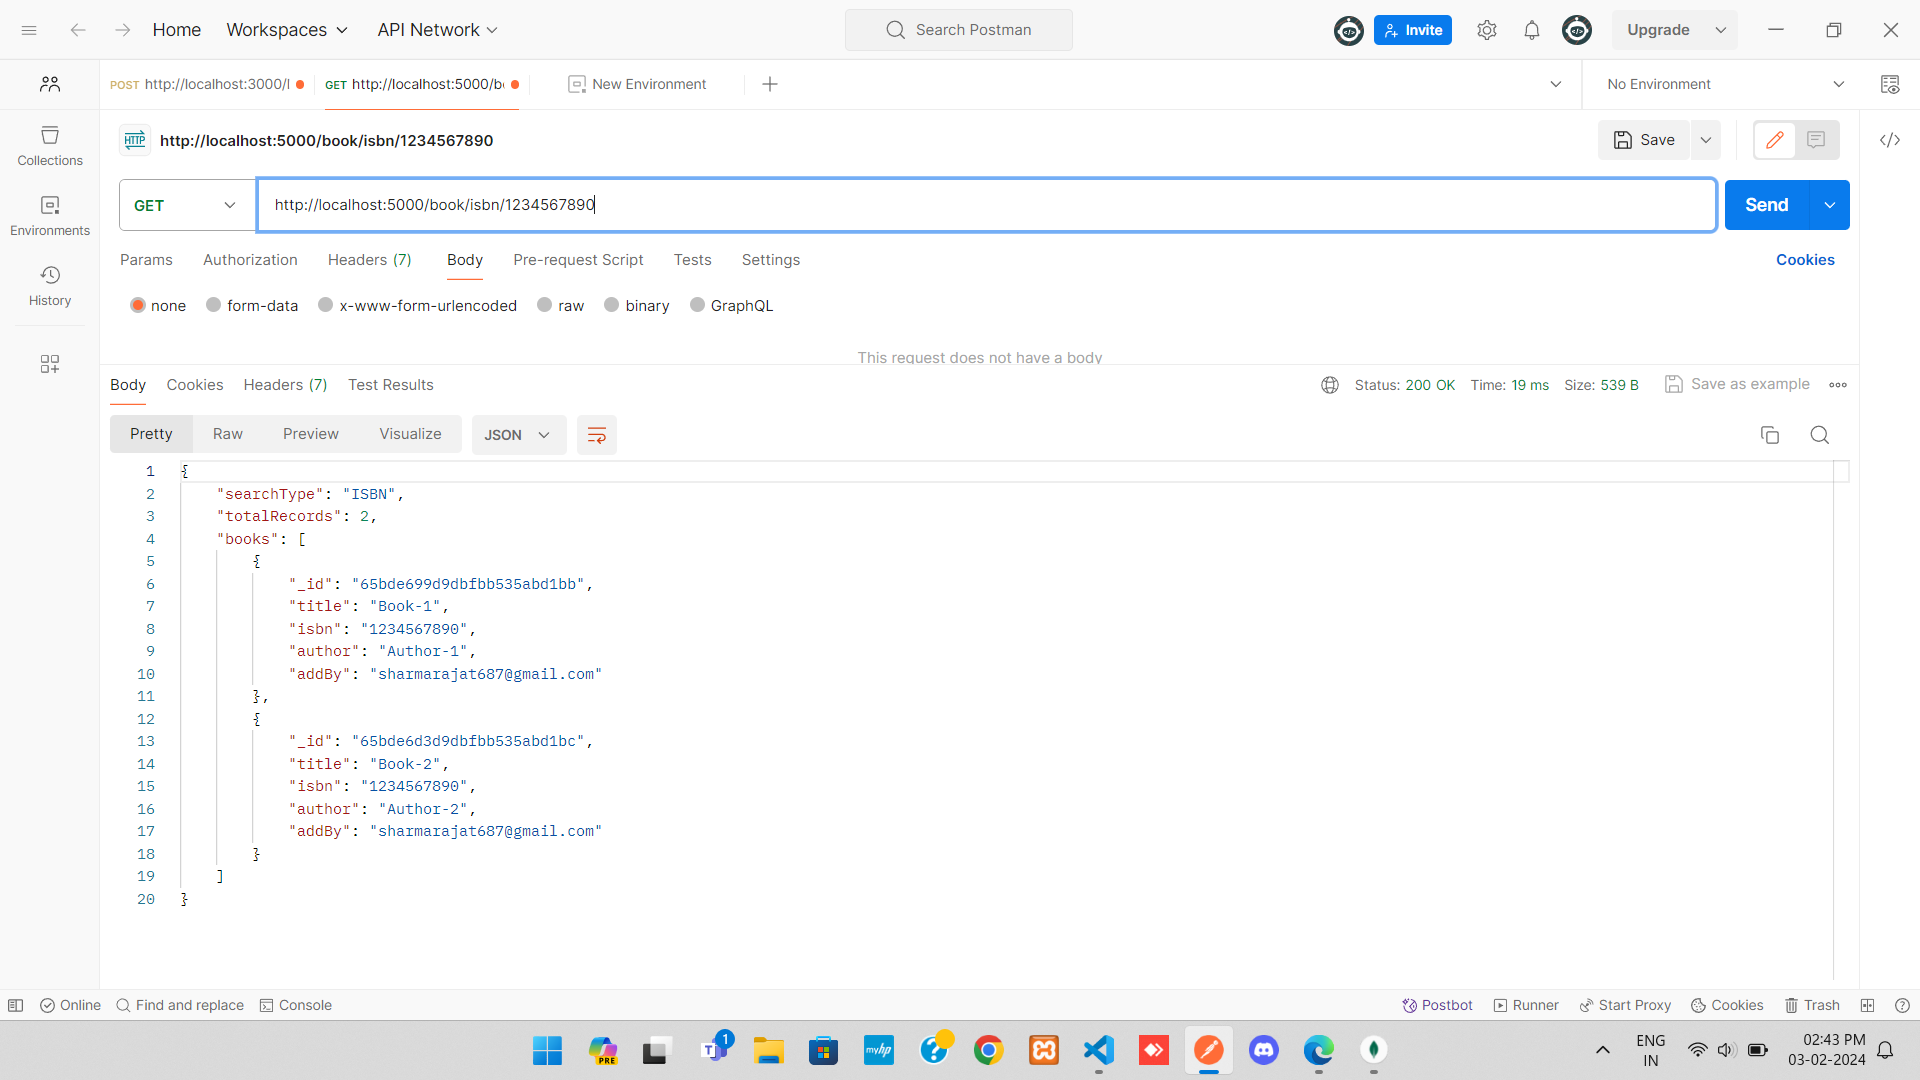 Home Workspaces API Network Search Postman Invite Upgrade
POST http://localhost:3000/l GET http://localhost:5000/b New Environment No Environment
HTTP http://localhost:5000/book/isbn/1234567890 Save
Collections
GET http://localhost:5000/book/isbn/1234567890 Send
Environments
Params Authorization Headers (7) Body Pre-request Script Tests Settings Cookies
History
none form-data x-www-form-urlencoded raw binary GraphQL
This request does not have a body
Body Cookies Headers (7) Test Results Status: 200 OK Time: 19 ms Size: 539 B Save as example
Pretty Raw Preview Visualize JSON
1 {
2 "searchType": "ISBN",
3 "totalRecords": 2,
4 "books": [
5 {
6 "_id": "65bde699d9dbfbb535abd1bb",
7 "title": "Book-1",
8 "isbn": "1234567890",
9 "author": "Author-1",
10 "addBy": "sharmarajat687@gmail.com"
11 },
12 {
13 "_id": "65bde6d3d9dbfbb535abd1bc",
14 "title": "Book-2",
15 "isbn": "1234567890",
16 "author": "Author-2",
17 "addBy": "sharmarajat687@gmail.com"
18 }
19 ]
20 }
Online Find and replace Console Postbot Runner Start Proxy Cookies Trash
PRE 1 myhp ENG 02:43 PM
IN 03-02-2024